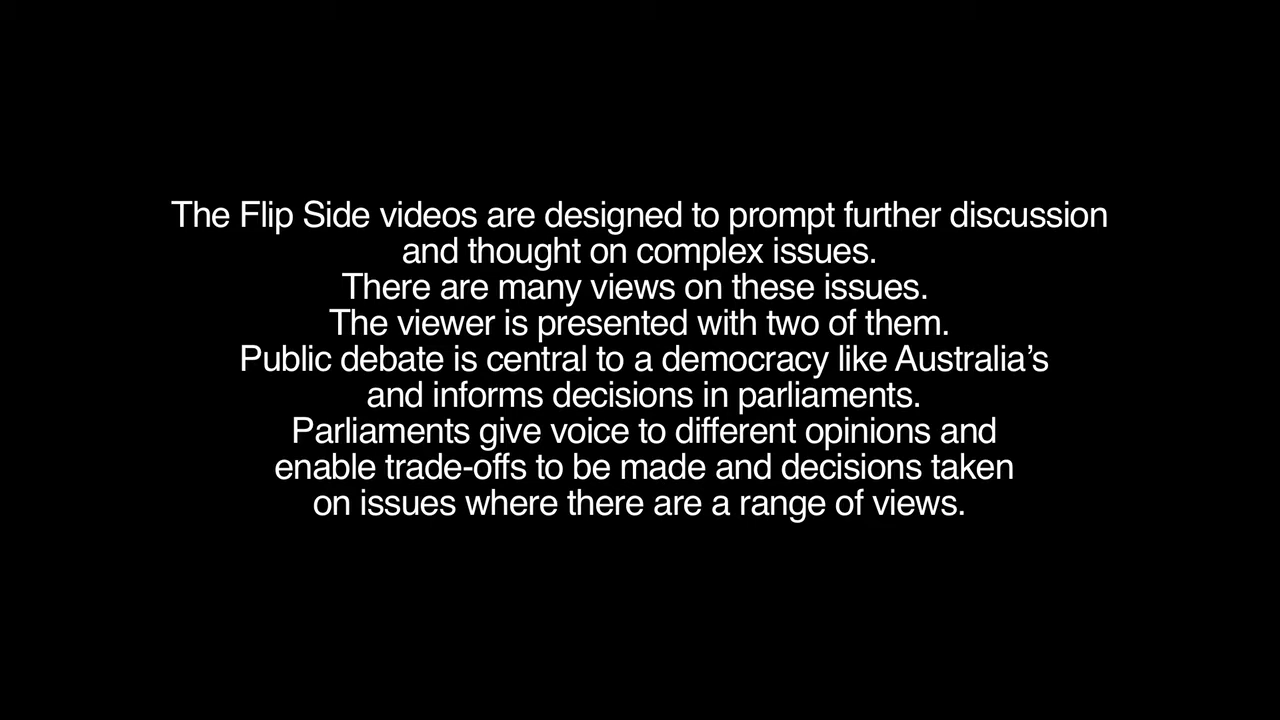 The Flip Side videos are designed to prompt further discussion
and thought on complex issues.
There are many views on these issues.
The viewer is presented with two of them.
Public debate is central to a democracy like Australia’s
and informs decisions in parliaments.
Parliaments give voice to different opinions and
enable trade-offs to be made and decisions taken
on issues where there are a range of views.